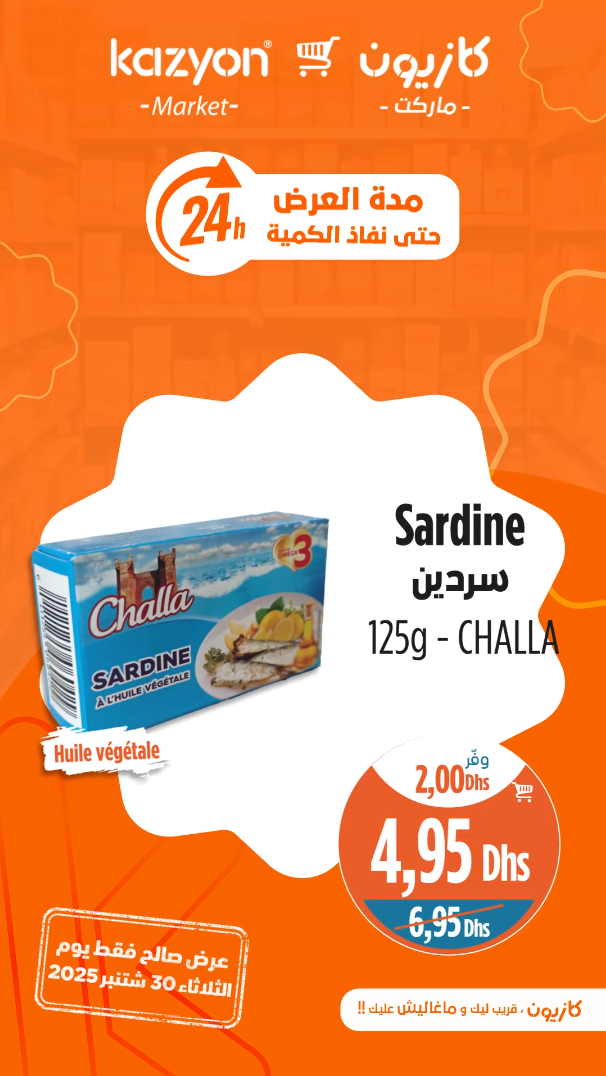 kazyon® كازيون
-Market- - ماركت -
24h
مدة العرض
حتى نفاذ الكمية
Sardine
سردين
125g - CHALLA
OMEGA 3
Challa
SARDINE
À L'HUILE VÉGÉTALE
Huile végétale
وفّر
2,00Dhs
4,95 Dhs
6,95 Dhs
عرض صالح فقط يوم
الثلاثاء 30 شتنبر 2025
كازيون ، قريب ليك و ماغاليش عليك !!